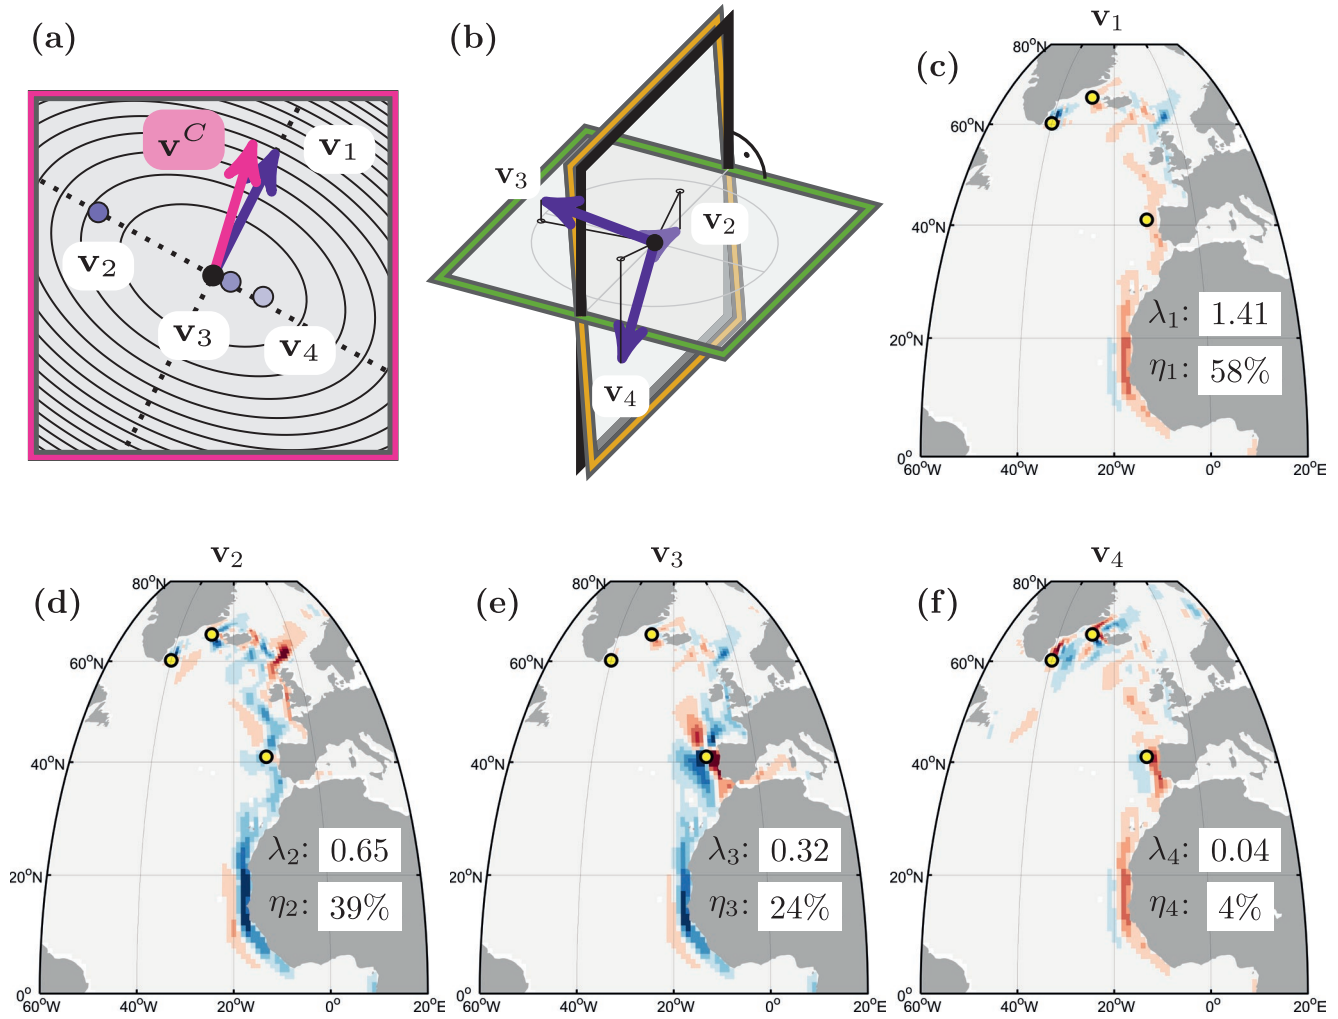 (a)
v^C
v₁
v₂
v₃
v₄
(b)
v₃
v₂
v₄
v₁
(c)
80°N
60°N
40°N
20°N
0°
λ₁: 1.41
η₁: 58%
60°W 40°W 20°W 0° 20°E
v₂
(d)
80°N
60°N
40°N
20°N
0°
λ₂: 0.65
η₂: 39%
60°W 40°W 20°W 0° 20°E
v₃
(e)
60°N
40°N
20°N
0°
λ₃: 0.32
η₃: 24%
60°W 40°W 20°W 0° 20°E
80°N
v₄
(f)
80°N
60°N
40°N
20°N
0°
λ₄: 0.04
η₄: 4%
60°W 40°W 20°W 0° 20°E